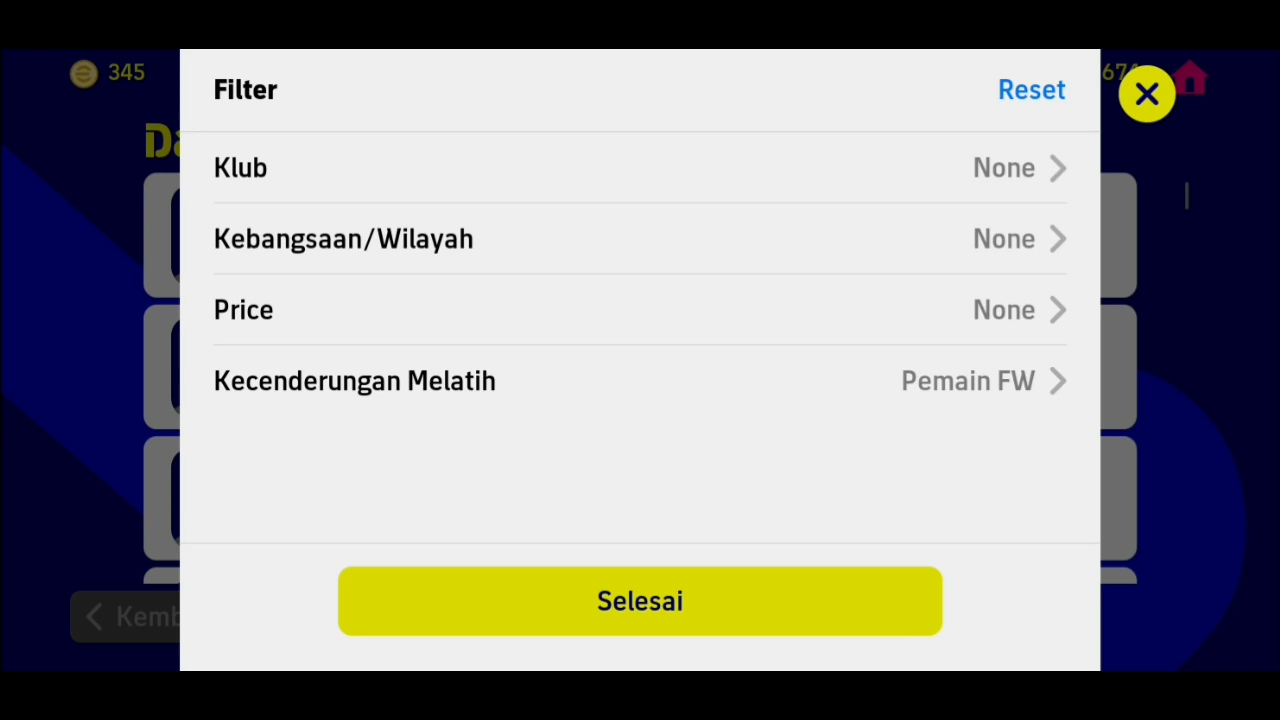 345
Filter
Reset
Klub
None
Kebangsaan/Wilayah
None
Price
None
Kecenderungan Melatih
Pemain FW
Selesai